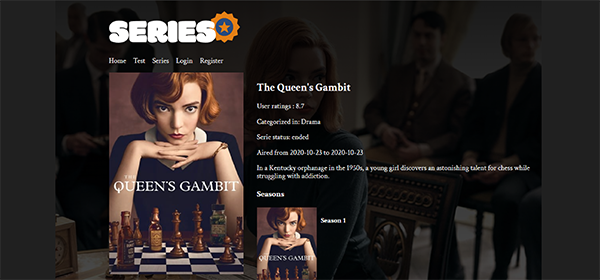 SERIES
Home Test Series Login Register
The Queen's Gambit
User ratings : 8.7
Categorized in: Drama
Serie status: ended
Aired from 2020-10-23 to 2020-10-23
In a Kentucky orphanage in the 1950s, a young girl discovers an astonishing talent for chess while
struggling with addiction.
Seasons
Season 1
THE
QUEEN'S GAMBIT
QUEEN'S GAMBIT